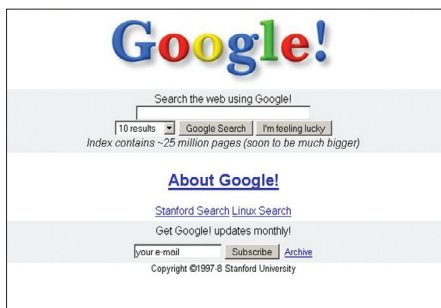 Google!
Search the web using Google!
10 results Google Search I'm feeling lucky
Index contains ~25 million pages (soon to be much bigger)
About Google!
Stanford Search Linux Search
Get Google! updates monthly!
your e-mail Subscribe Archive
Copyright ©1997-8 Stanford University